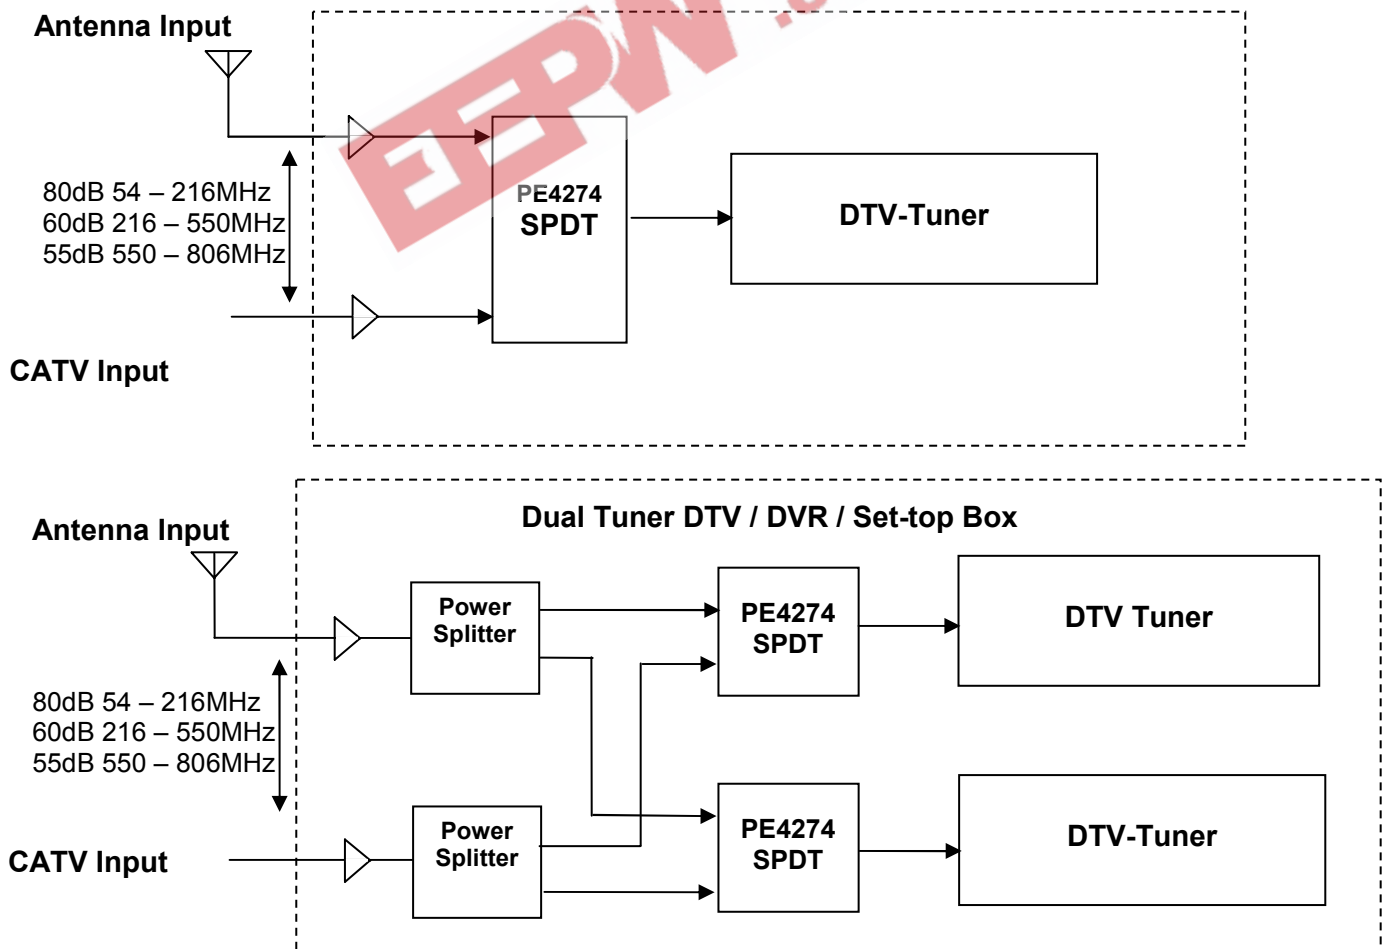 Antenna Input
EEPW
80dB 54 – 216MHz
60dB 216 – 550MHz
55dB 550 – 806MHz
PE4274
SPDT
DTV-Tuner
CATV Input
Dual Tuner DTV / DVR / Set-top Box
Antenna Input
Power
Splitter
PE4274
SPDT
DTV Tuner
80dB 54 – 216MHz
60dB 216 – 550MHz
55dB 550 – 806MHz
CATV Input
Power
Splitter
PE4274
SPDT
DTV-Tuner